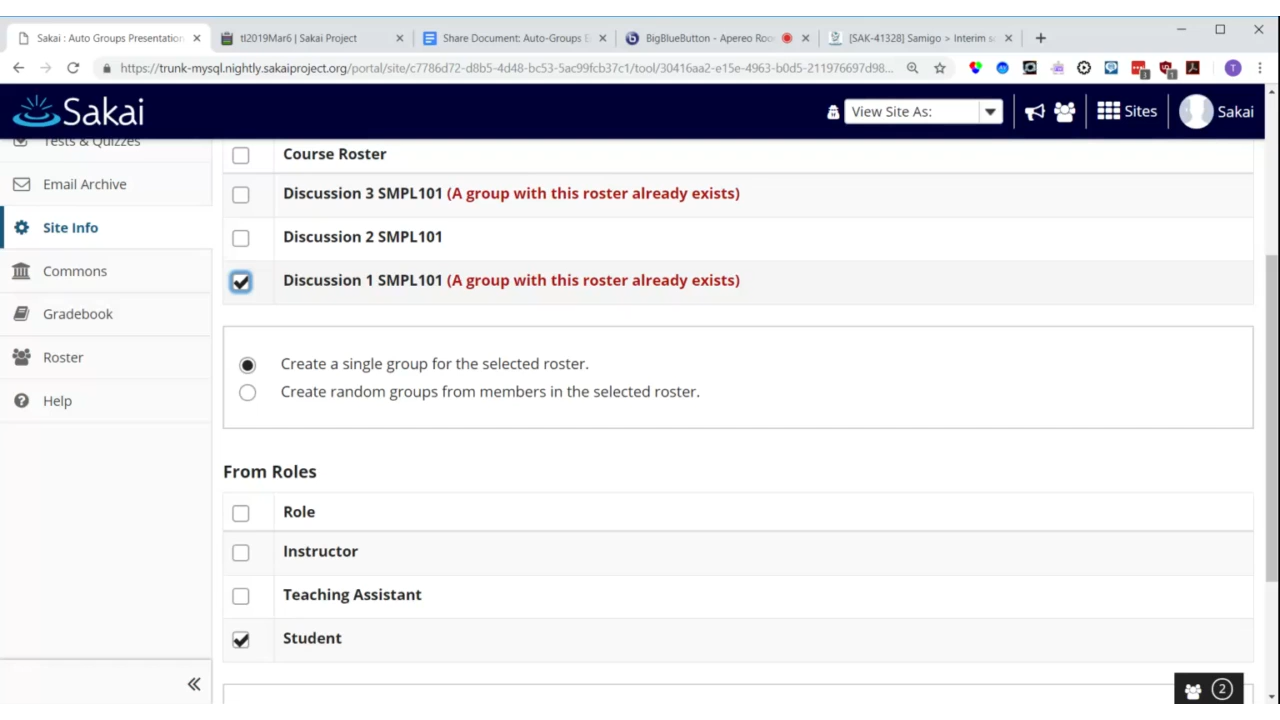 Sakai : Auto Groups Presentation
tl2019Mar6 | Sakai Project
Share Document: Auto-Groups E
BigBlueButton - Apereo Roo
[SAK-41328] Samigo > Interim s
https://trunk-mysql.nightly.sakaiproject.org/portal/site/c7786d72-d8b5-4d48-bc53-5ac99fcb37c1/tool/30416aa2-e15e-4963-b0d5-211976697d98...
T
Sakai
View Site As:
Sites
Sakai
Tests & Quizzes
Email Archive
Site Info
Commons
Gradebook
Roster
Help
Course Roster
Discussion 3 SMPL101 (A group with this roster already exists)
Discussion 2 SMPL101
Discussion 1 SMPL101 (A group with this roster already exists)
Create a single group for the selected roster.
Create random groups from members in the selected roster.
From Roles
Role
Instructor
Teaching Assistant
Student
2